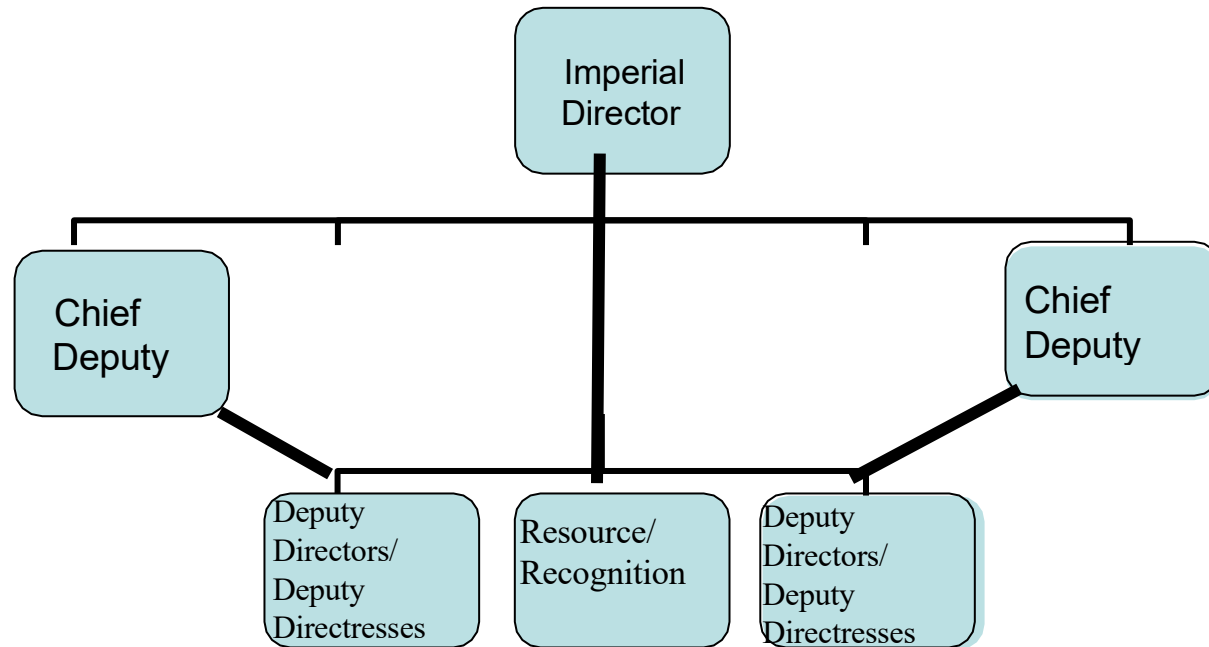 Imperial
Director
Chief
Deputy
Chief
Deputy
Deputy
Directors/
Deputy
Directresses
Resource/
Recognition
Deputy
Directors/
Deputy
Directresses